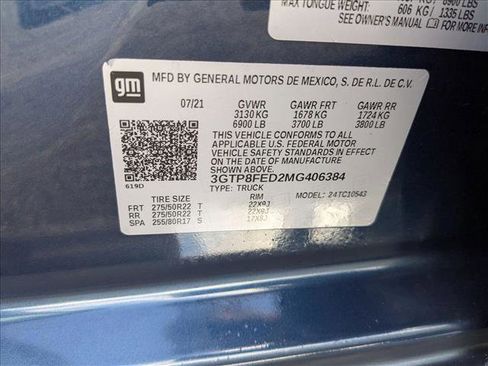 MAX TONGUE WEIGHT: 606 KG / 1335 LBS
SEE OWNER'S MANUAL FOR MORE INFORMATION
gm
MFD BY GENERAL MOTORS DE MEXICO, S. DE R.L. DE C.V.
07/21 GVWR GAWR FRT GAWR RR
3130 KG 1678 KG 1724 KG
6900 LB 3700 LB 3800 LB
THIS VEHICLE CONFORMS TO ALL
APPLICABLE U.S. FEDERAL MOTOR
VEHICLE SAFETY STANDARDS IN
EFFECT ON THE DATE OF MANUFACTURE
SHOWN ABOVE.
3GTP8FED2MG406384
619D TYPE: TRUCK
TIRE SIZE RIM MODEL: 24TC10543
FRT 275/50R22 T 22X9J
RR 275/50R22 T 22X9J
SPA 255/80R17 S 17X8J